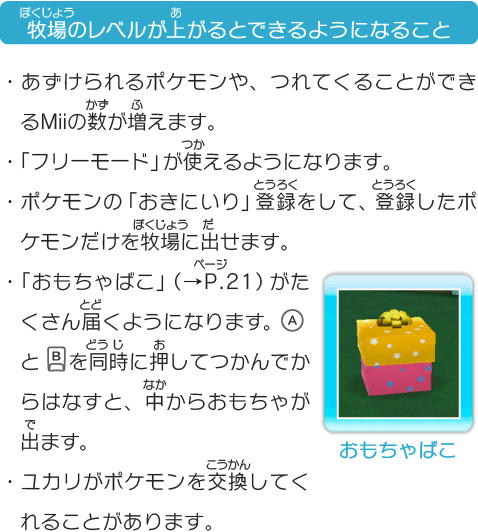 牧場のレベルが上がるとできるようになること
・あずけられるポケモンや、つれてくることができ
るMiiの数が増えます。
・「フリーモード」が使えるようになります。
・ポケモンの「おきにいり」登録をして、登録したポ
ケモンだけを牧場に出せます。
・「おもちゃばこ」（→P.21）がた
くさん届くようになります。Ⓐ
と B を同時に押してつかんでか
らはなすと、中からおもちゃが
出ます。
おもちゃばこ
・ユカリがポケモンを交換してく
れることがあります。